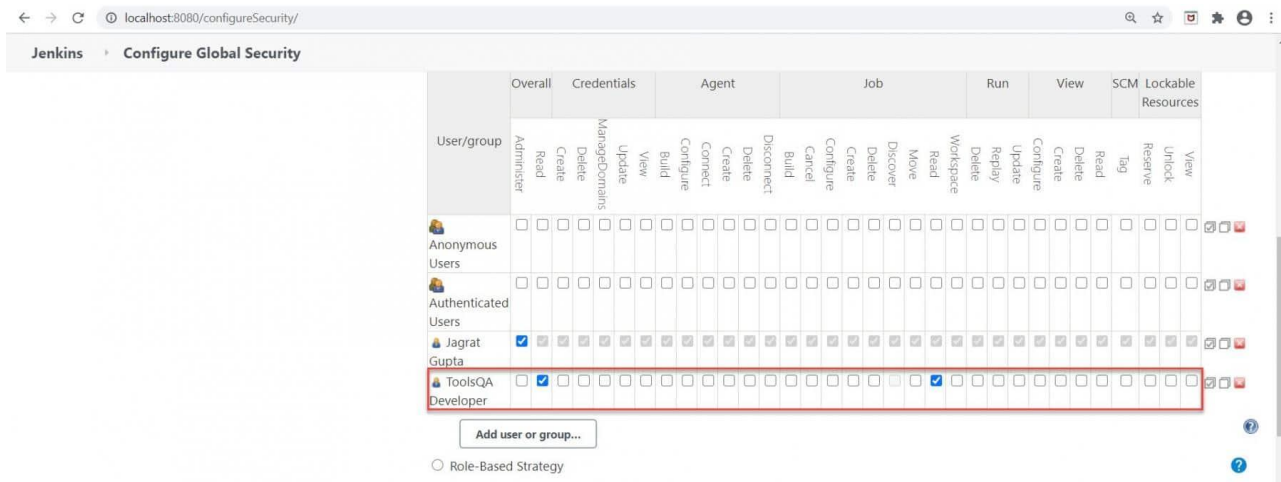 localhost:8080/configureSecurity/
Jenkins Configure Global Security
Overall Credentials Agent Job Run View SCM Lockable
Resources
User/group Administer Read Create Delete ManageDomains Update View Build Configure Connect Create Delete Disconnect Build Cancel Configure Create Delete Discover Move Read Workspace Delete Replay Update Configure Create Delete Read Tag Reserve Unlock View
Anonymous
Users
Authenticated
Users
Jagrat
Gupta
ToolsQA
Developer
Add user or group...
Role-Based Strategy